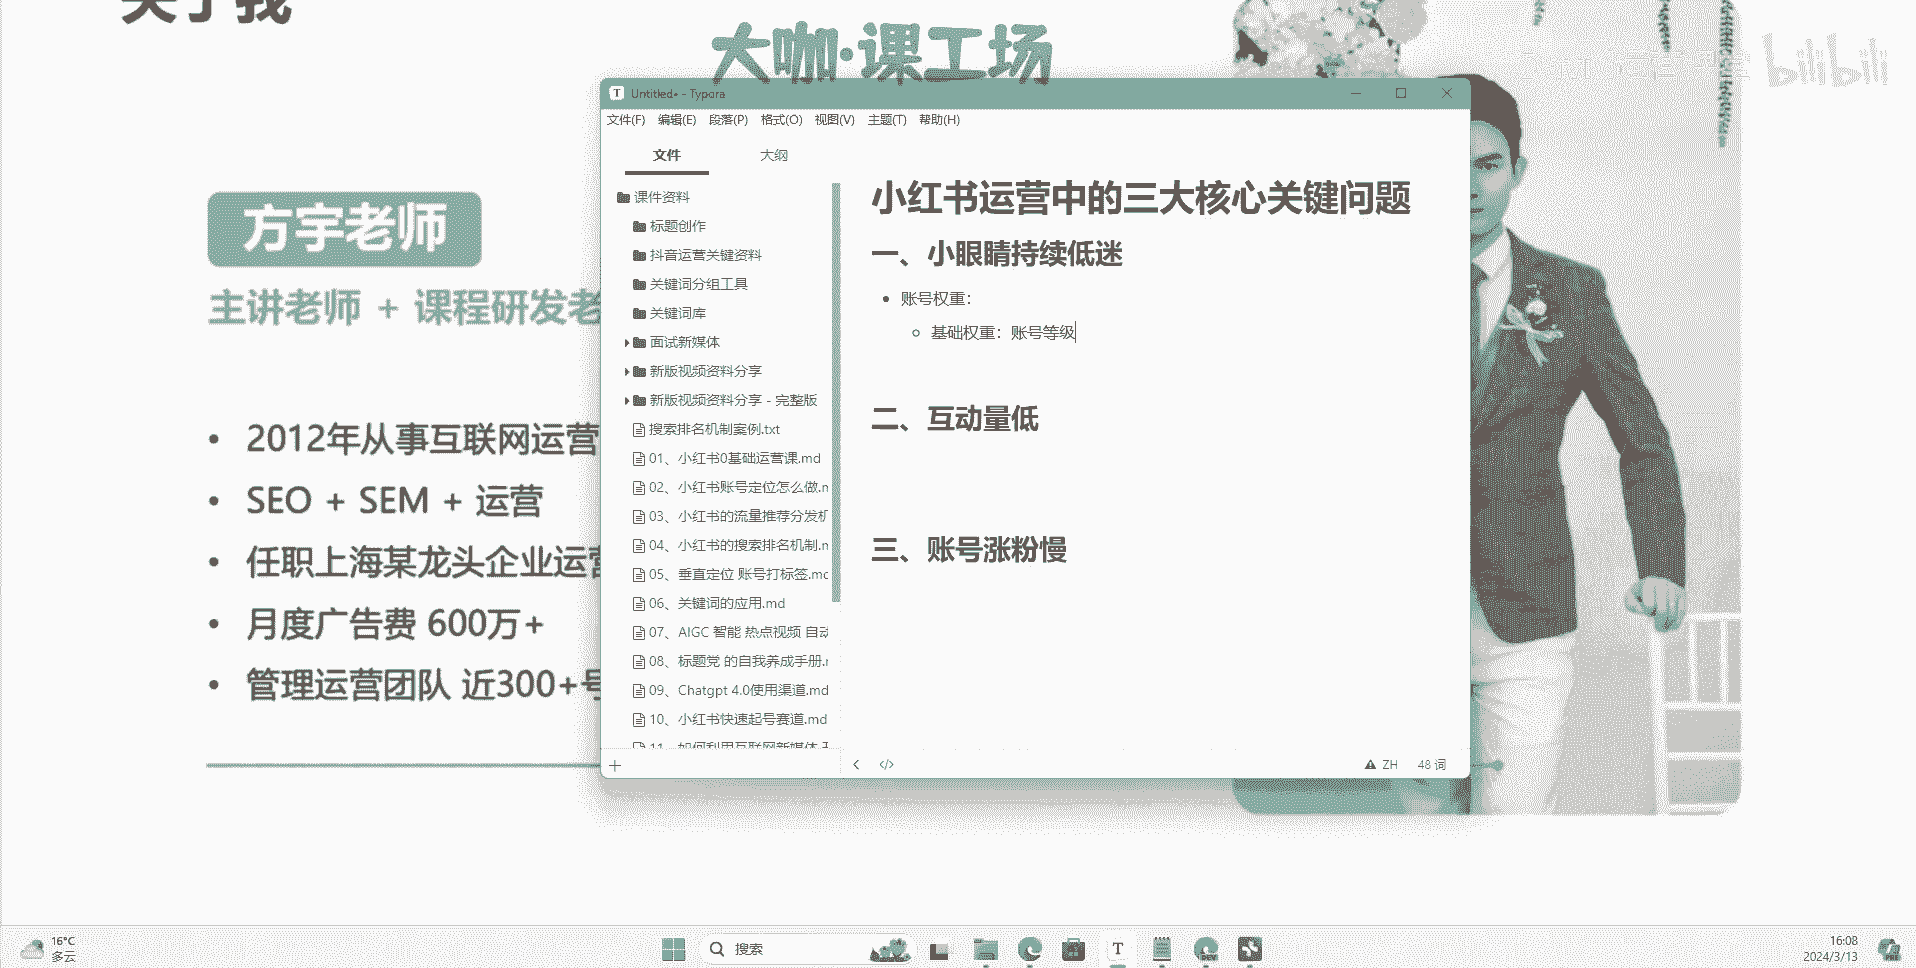 关于我
大咖·课工场
bilibili
方宇老师
主讲老师 + 课程研发老
2012年从事互联网运营
SEO + SEM + 运营
任职上海某龙头企业运营
月度广告费 600万+
管理运营团队 近300+号
Untitled• - Typora
文件(F) 编辑(E) 段落(P) 格式(O) 视图(V) 主题(T) 帮助(H)
文件 大纲
课件资料
标题创作
抖音运营关键资料
关键词分组工具
关键词库
面试新媒体
新版视频资料分享
新版视频资料分享 - 完整版
搜索排名机制案例.txt
01、小红书0基础运营课.md
02、小红书账号定位怎么做.m
03、小红书的流量推荐分发机
04、小红书的搜索排名机制.m
05、垂直定位 账号打标签.md
06、关键词的应用.md
07、AIGC 智能 热点视频 自动
08、标题党 的自我养成手册.m
09、Chatgpt 4.0使用渠道.md
10、小红书快速起号赛道.md
11、如何利用互联网新媒体
小红书运营中的三大核心关键问题
一、小眼睛持续低迷
账号权重：
基础权重：账号等级
二、互动量低
三、账号涨粉慢
ZH 48 词
16°C
多云
搜索
16:08
2024/3/13